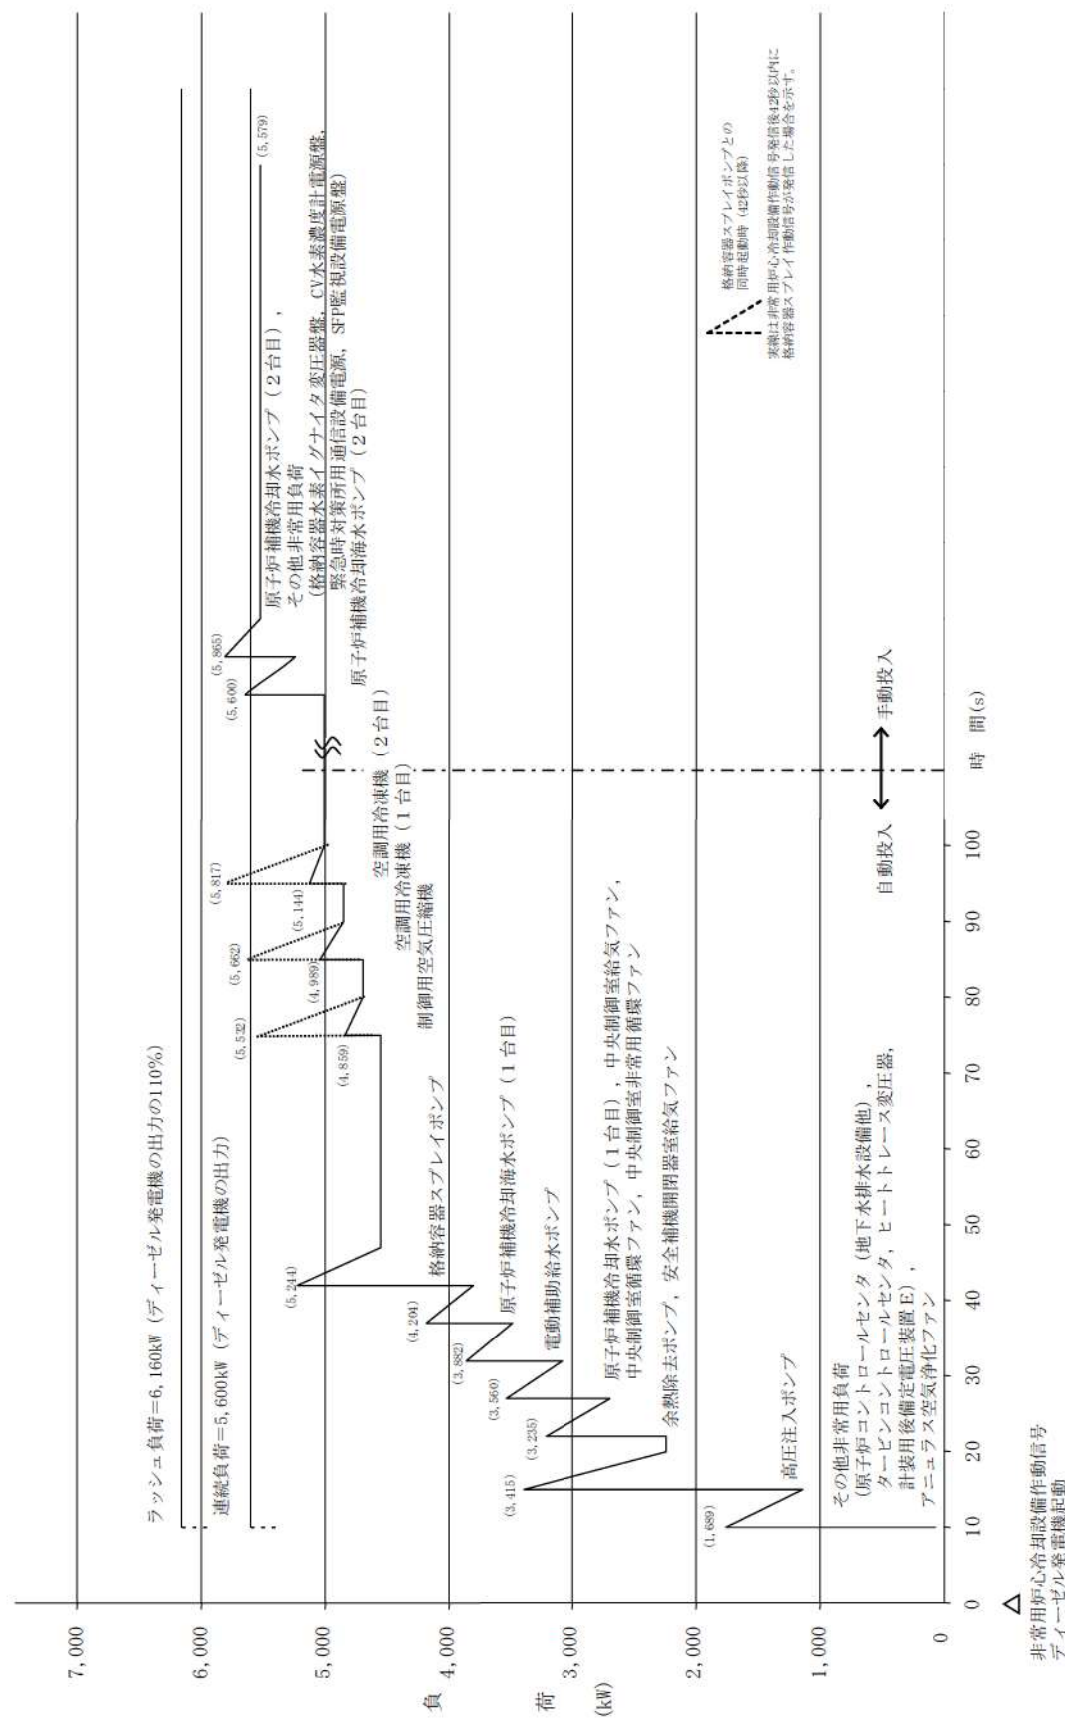 7,000
6,000
5,000
4,000
3,000
2,000
1,000
0
負
荷
(kW)
ラッシュ負荷=6,160kW (ディーゼル発電機の出力の110%)
連続負荷=5,600kW (ディーゼル発電機の出力)
(1,689)
(3,415)
(3,235)
(3,560)
(3,882)
(4,204)
(5,244)
(4,859)
(5,532)
(4,989)
(5,662)
(5,144)
(5,817)
(5,600)
(5,865)
(5,579)
その他非常用負荷
(原子炉コントロールセンタ (地下水排水設備他),
タービンコントロールセンタ, ヒートトレース変圧器,
計装用後備定電圧装置E),
アニュラス空気浄化ファン
高圧注入ポンプ
余熱除去ポンプ, 安全補機開閉器室給気ファン
原子炉補機冷却水ポンプ (1台目), 中央制御室給気ファン,
中央制御室循環ファン, 中央制御室非常用循環ファン
電動補助給水ポンプ
原子炉補機冷却海水ポンプ (1台目)
格納容器スプレイポンプ
制御用空気圧縮機
空調用冷凍機 (1台目)
空調用冷凍機 (2台目)
原子炉補機冷却水ポンプ (2台目),
その他非常用負荷
(格納容器水素イグナイタ変圧器盤, CV水素濃度計電源盤,
緊急時対策所用通信設備電源, SFP監視設備電源盤)
原子炉補機冷却海水ポンプ (2台目)
格納容器スプレイポンプとの
同時起動時 (42秒以降)
実線は非常用炉心冷却設備作動信号発信後42秒以内に
格納容器スプレイ作動信号が発信した場合を示す。
自動投入
手動投入
0
10
20
30
40
50
60
70
80
90
100
時 間(s)
非常用炉心冷却設備作動信号
ディーゼル発電機起動